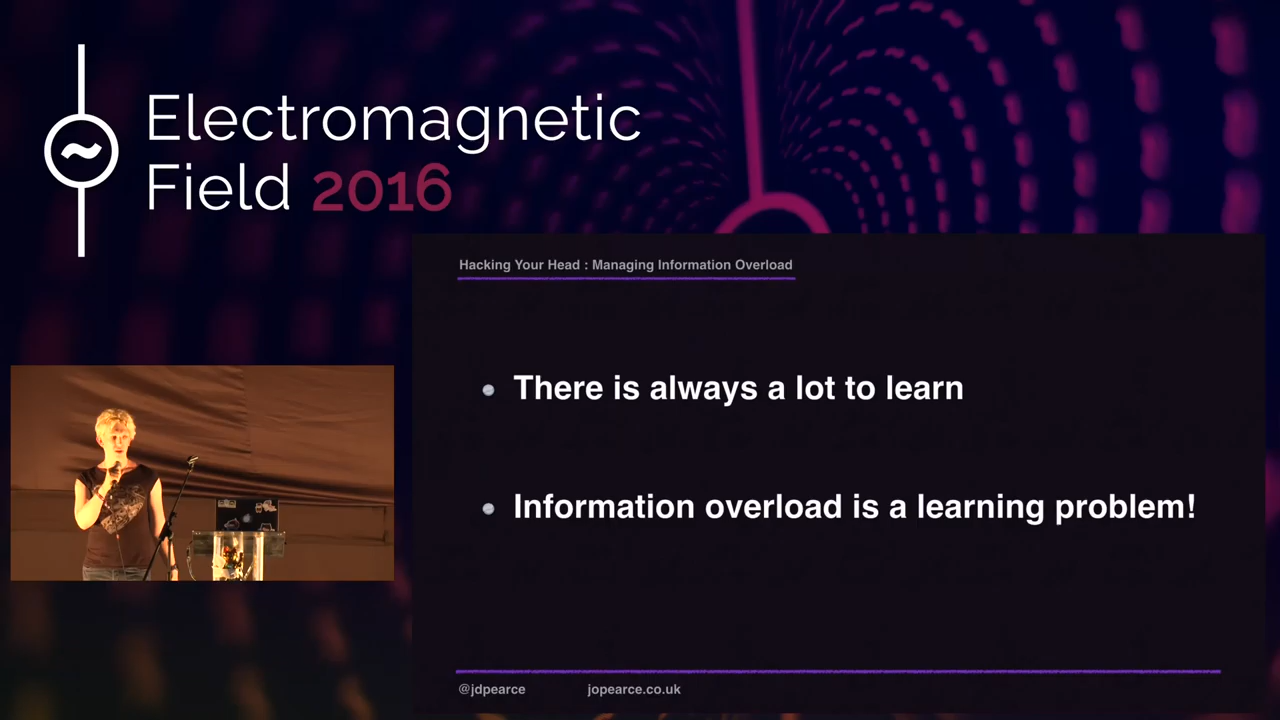 Electromagnetic
Field 2016
Hacking Your Head : Managing Information Overload
There is always a lot to learn
Information overload is a learning problem!
@jdpearce
jopearce.co.uk